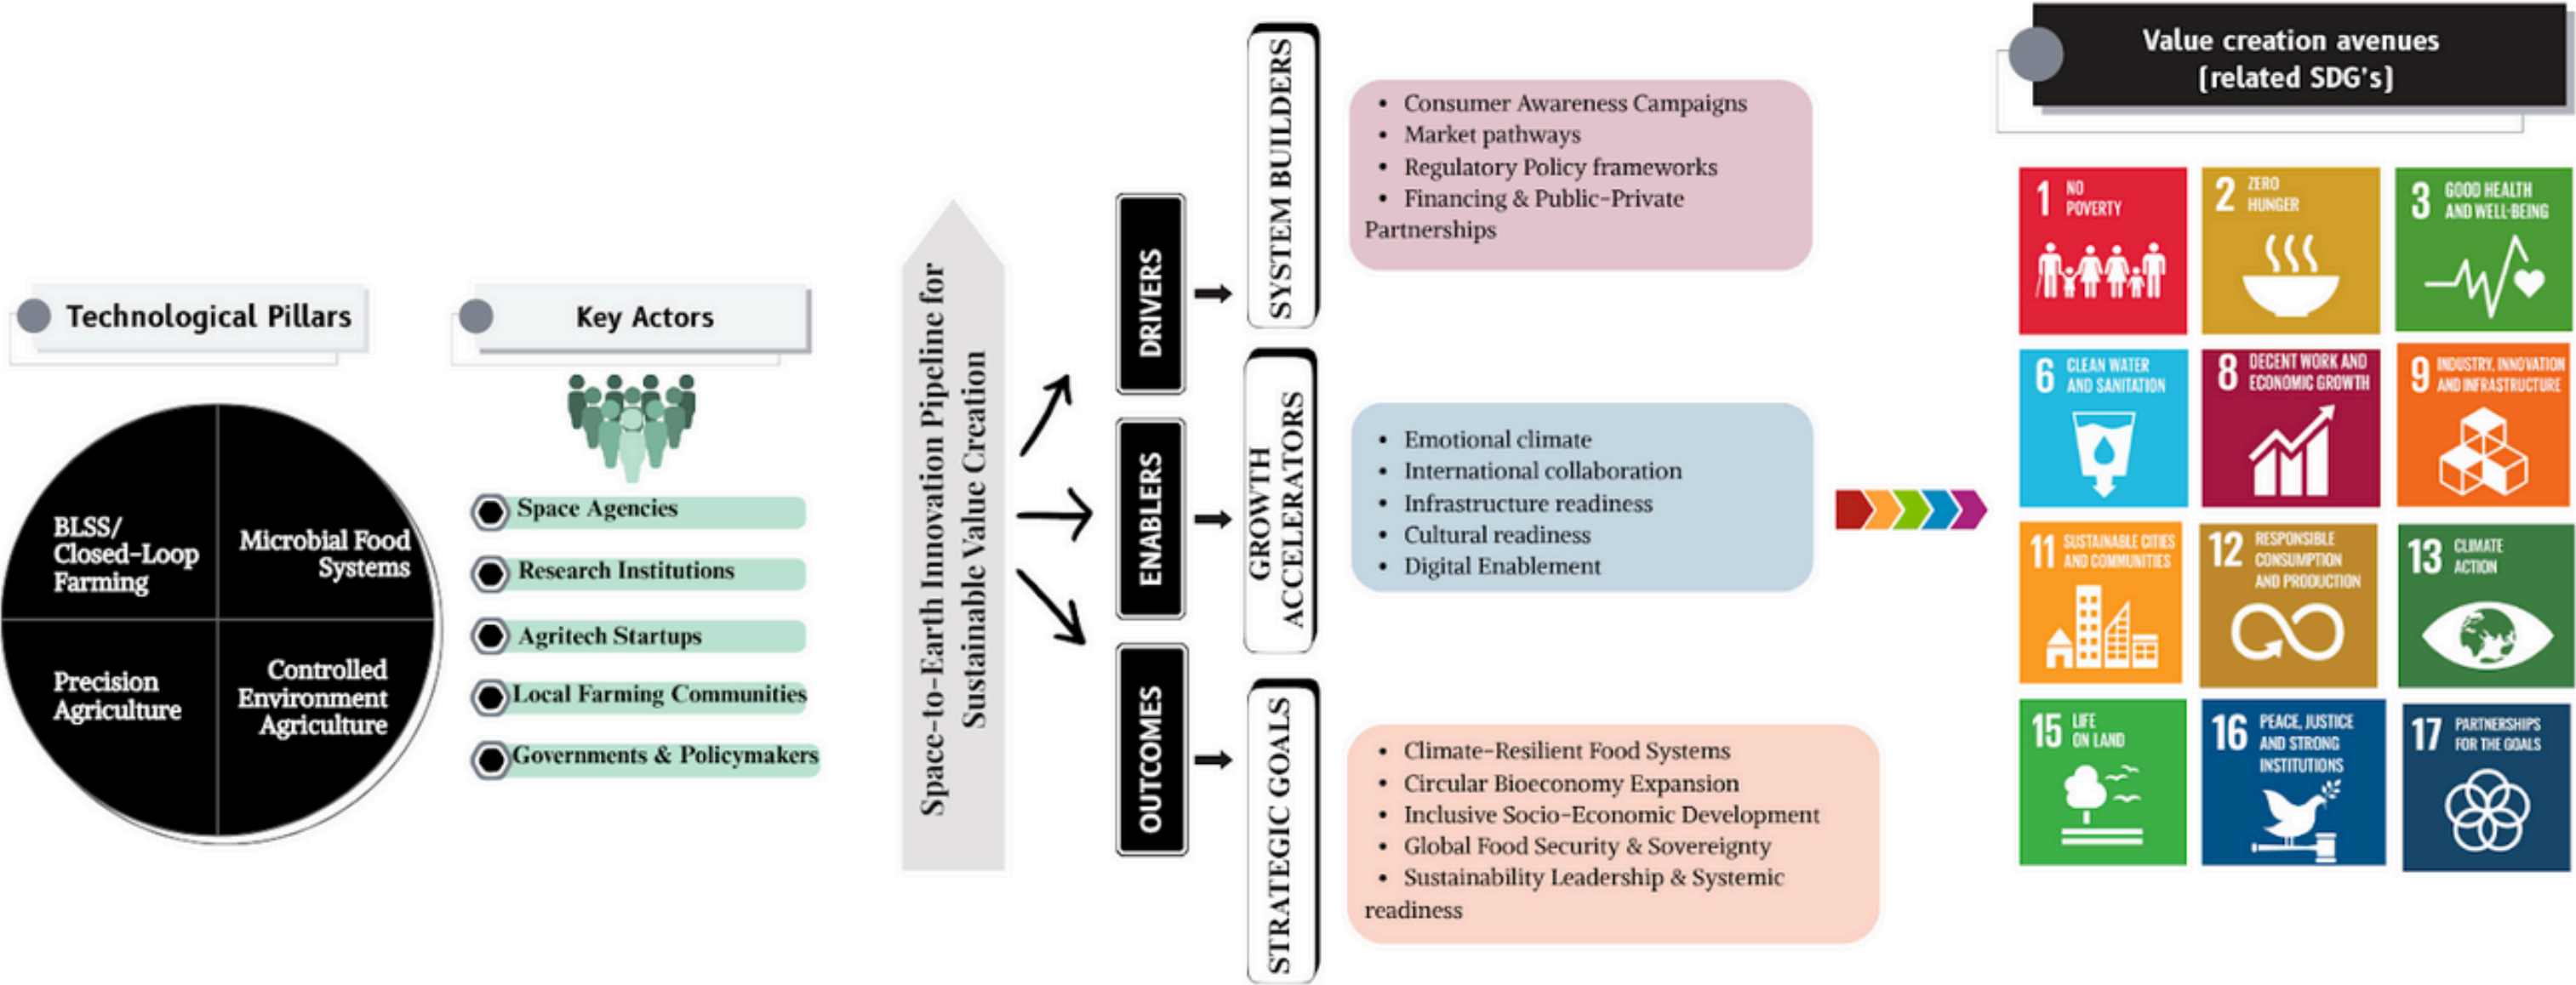 Technological Pillars
BLSS/
Closed-Loop
Farming
Microbial Food
Systems
Precision
Agriculture
Controlled
Environment
Agriculture
Key Actors
Space Agencies
Research Institutions
Agritech Startups
Local Farming Communities
Governments & Policymakers
Space-to-Earth Innovation Pipeline for
Sustainable Value Creation
DRIVERS
SYSTEM BUILDERS
• Consumer Awareness Campaigns
• Market pathways
• Regulatory Policy frameworks
• Financing & Public-Private
Partnerships
ENABLERS
GROWTH
ACCELERATORS
• Emotional climate
• International collaboration
• Infrastructure readiness
• Cultural readiness
• Digital Enablement
OUTCOMES
STRATEGIC GOALS
• Climate-Resilient Food Systems
• Circular Bioeconomy Expansion
• Inclusive Socio-Economic Development
• Global Food Security & Sovereignty
• Sustainability Leadership & Systemic
readiness
Value creation avenues
(related SDG's)
1 NO
POVERTY
2 ZERO
HUNGER
3 GOOD HEALTH
AND WELL-BEING
6 CLEAN WATER
AND SANITATION
8 DECENT WORK AND
ECONOMIC GROWTH
9 INDUSTRY, INNOVATION
AND INFRASTRUCTURE
11 SUSTAINABLE CITIES
AND COMMUNITIES
12 RESPONSIBLE
CONSUMPTION
AND PRODUCTION
13 CLIMATE
ACTION
15 LIFE
ON LAND
16 PEACE, JUSTICE
AND STRONG
INSTITUTIONS
17 PARTNERSHIPS
FOR THE GOALS